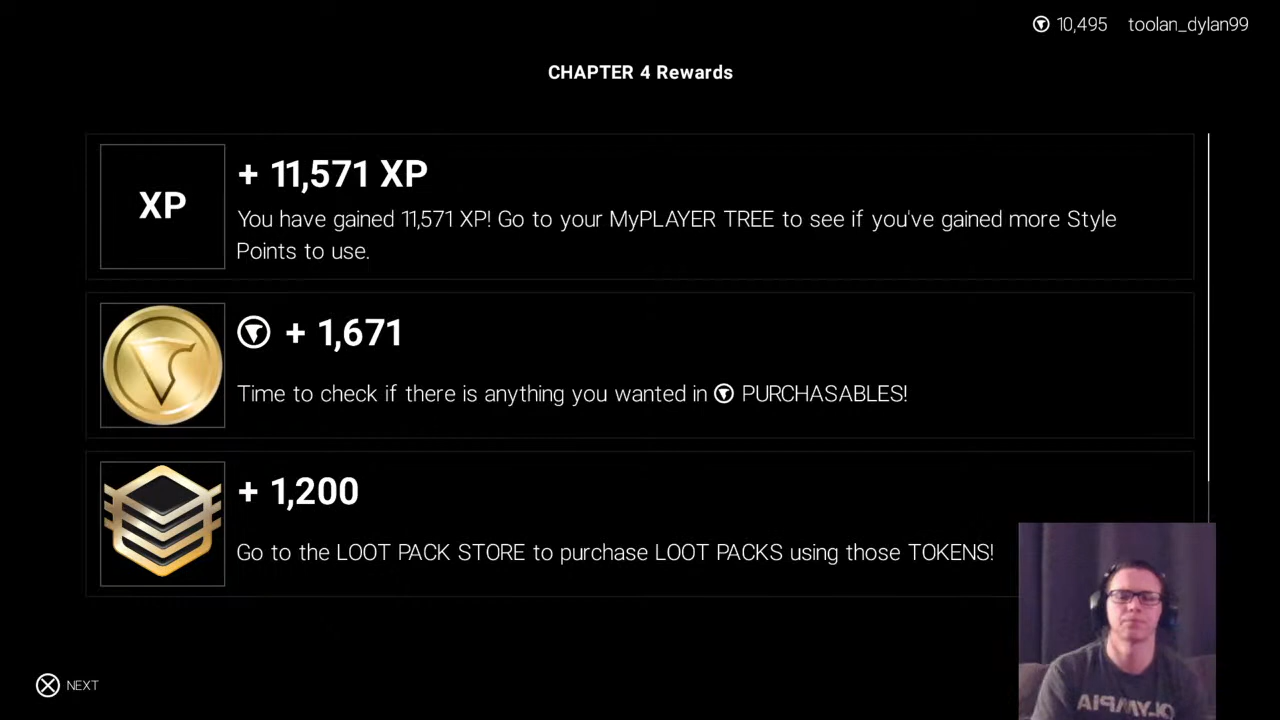 10,495 toolan_dylan99
CHAPTER 4 Rewards
XP
+ 11,571 XP
You have gained 11,571 XP! Go to your MyPLAYER TREE to see if you've gained more Style
Points to use.
+ 1,671
Time to check if there is anything you wanted in PURCHASABLES!
+ 1,200
Go to the LOOT PACK STORE to purchase LOOT PACKS using those TOKENS!
OLYMPIA
NEXT